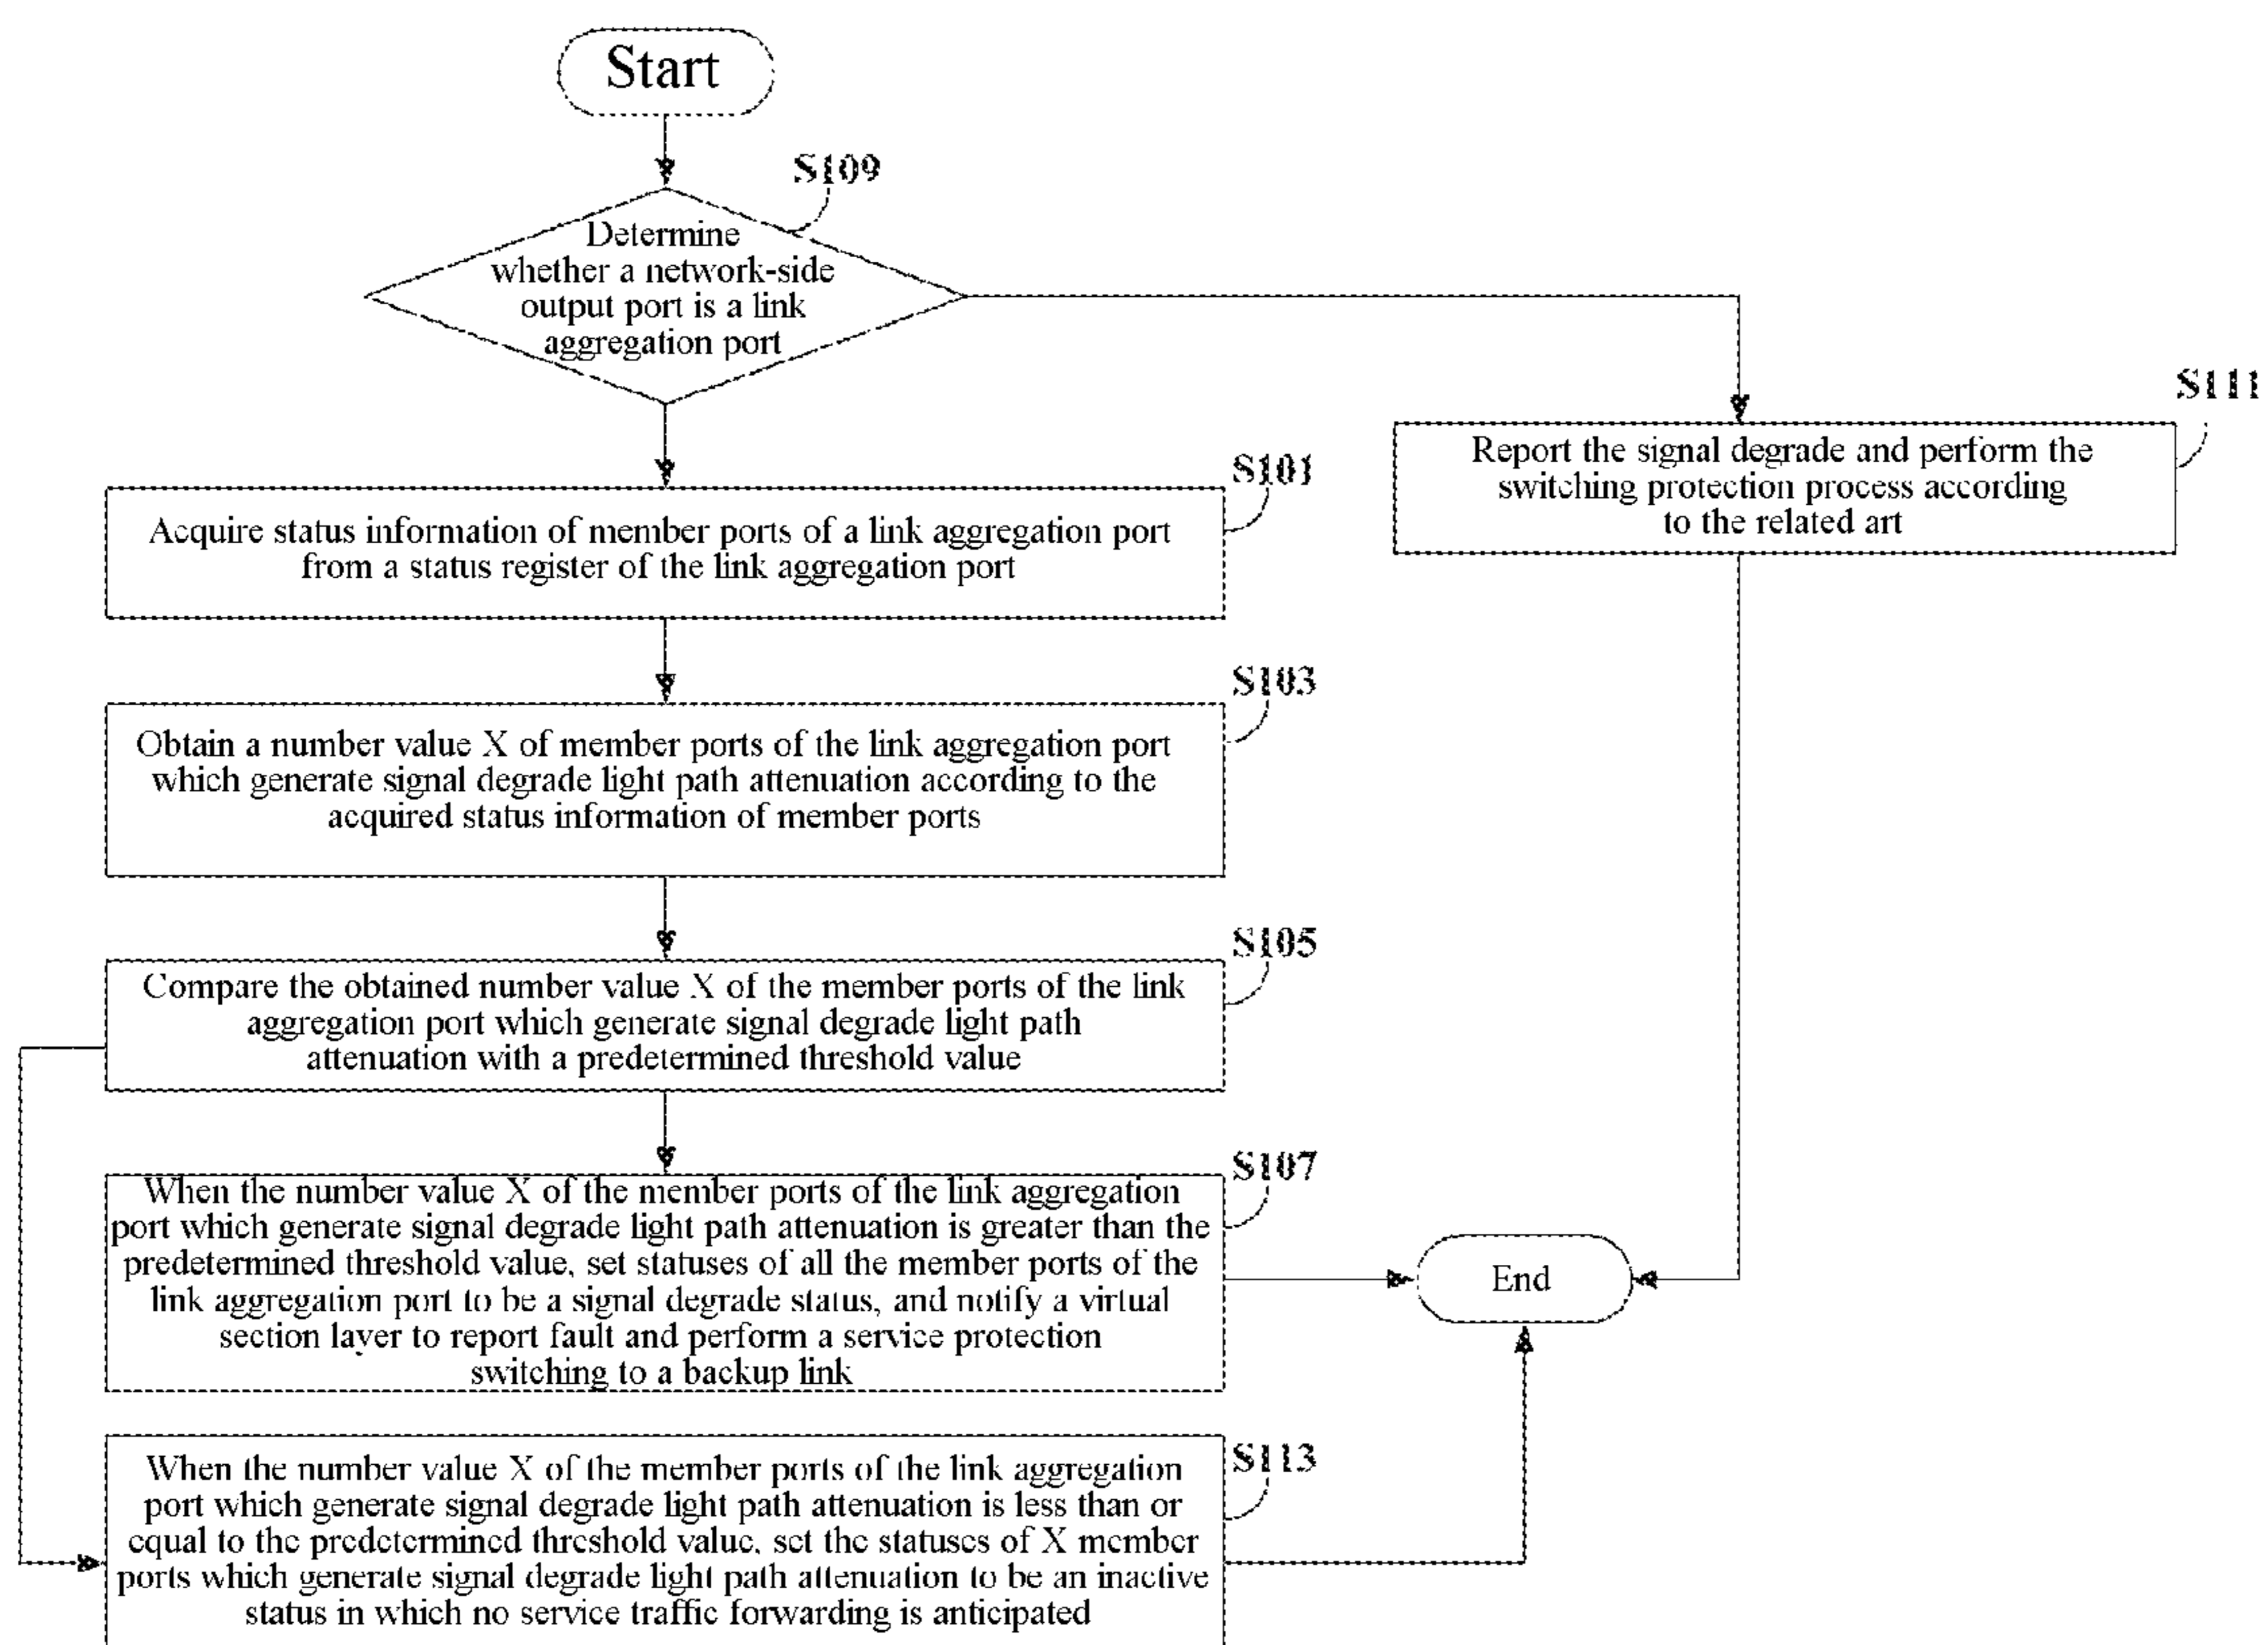 Start
S109
Determine
whether a network-side
output port is a link
aggregation port
S111
Report the signal degrade and perform the
switching protection process according
to the related art
S101
Acquire status information of member ports of a link aggregation port
from a status register of the link aggregation port
S103
Obtain a number value X of member ports of the link aggregation port
which generate signal degrade light path attenuation according to the
acquired status information of member ports
S105
Compare the obtained number value X of the member ports of the link
aggregation port which generate signal degrade light path
attenuation with a predetermined threshold value
S107
When the number value X of the member ports of the link aggregation
port which generate signal degrade light path attenuation is greater than the
predetermined threshold value, set statuses of all the member ports of the
link aggregation port to be a signal degrade status, and notify a virtual
section layer to report fault and perform a service protection
switching to a backup link
End
S113
When the number value X of the member ports of the link aggregation
port which generate signal degrade light path attenuation is less than or
equal to the predetermined threshold value, set the statuses of X member
ports which generate signal degrade light path attenuation to be an inactive
status in which no service traffic forwarding is anticipated